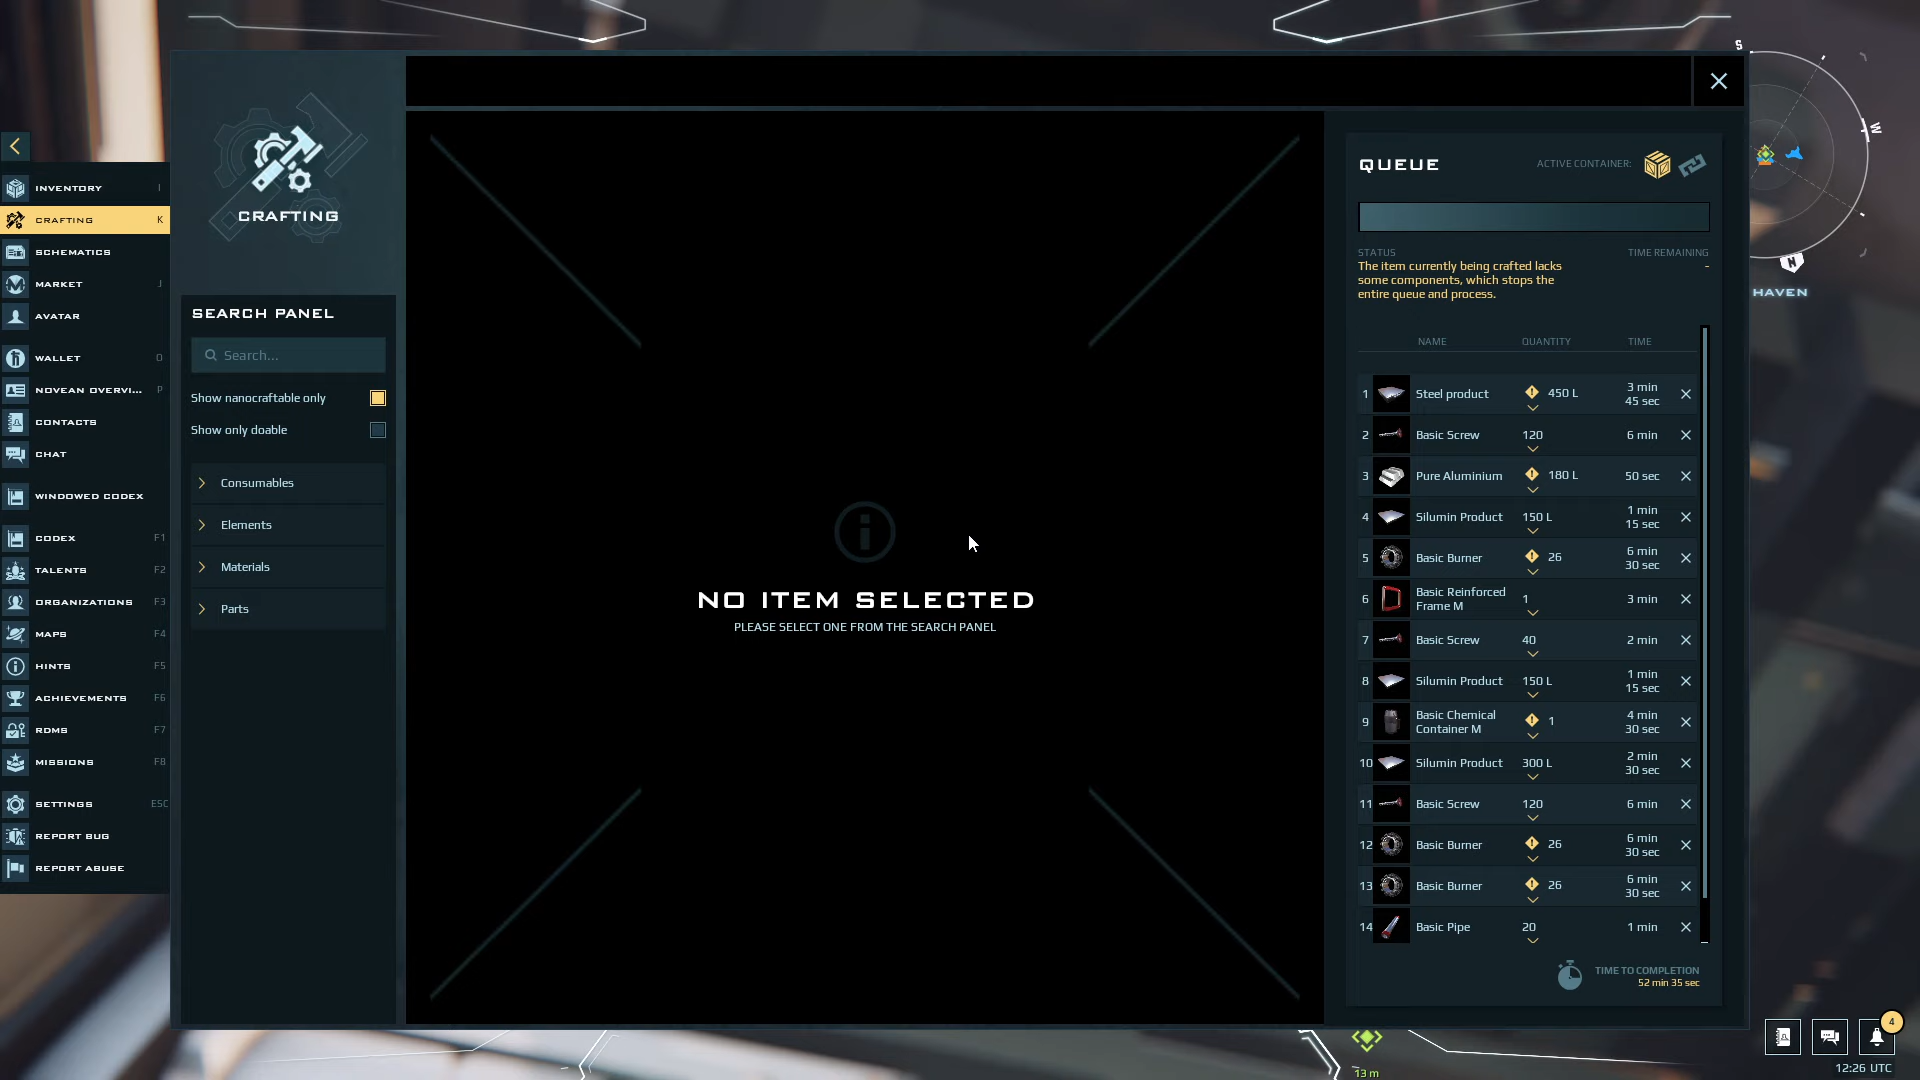 INVENTORY I
CRAFTING K
SCHEMATICS
MARKET J
AVATAR
WALLET O
NOVEAN OVERVI... P
CONTACTS
CHAT
WINDOWED CODEX
CODEX F1
TALENTS F2
ORGANIZATIONS F3
MAPS F4
HINTS F5
ACHIEVEMENTS F6
RDMS F7
MISSIONS F8
SETTINGS ESC
REPORT BUG
REPORT ABUSE
CRAFTING
SEARCH PANEL
Search...
Show nanocraftable only
Show only doable
Consumables
Elements
Materials
Parts
NO ITEM SELECTED
PLEASE SELECT ONE FROM THE SEARCH PANEL
QUEUE
ACTIVE CONTAINER:
STATUS
TIME REMAINING
The item currently being crafted lacks
some components, which stops the
entire queue and process.
-
NAME QUANTITY TIME
1 Steel product 450 L 3 min
45 sec
2 Basic Screw 120 6 min
3 Pure Aluminium 180 L 50 sec
4 Silumin Product 150 L 1 min
15 sec
5 Basic Burner 26 6 min
30 sec
6 Basic Reinforced
Frame M 1 3 min
7 Basic Screw 40 2 min
8 Silumin Product 150 L 1 min
15 sec
9 Basic Chemical
Container M 1 4 min
30 sec
10 Silumin Product 300 L 2 min
30 sec
11 Basic Screw 120 6 min
12 Basic Burner 26 6 min
30 sec
13 Basic Burner 26 6 min
30 sec
14 Basic Pipe 20 1 min
TIME TO COMPLETION
52 min 35 sec
S
W
N
HAVEN
13 m
4
12:26 UTC